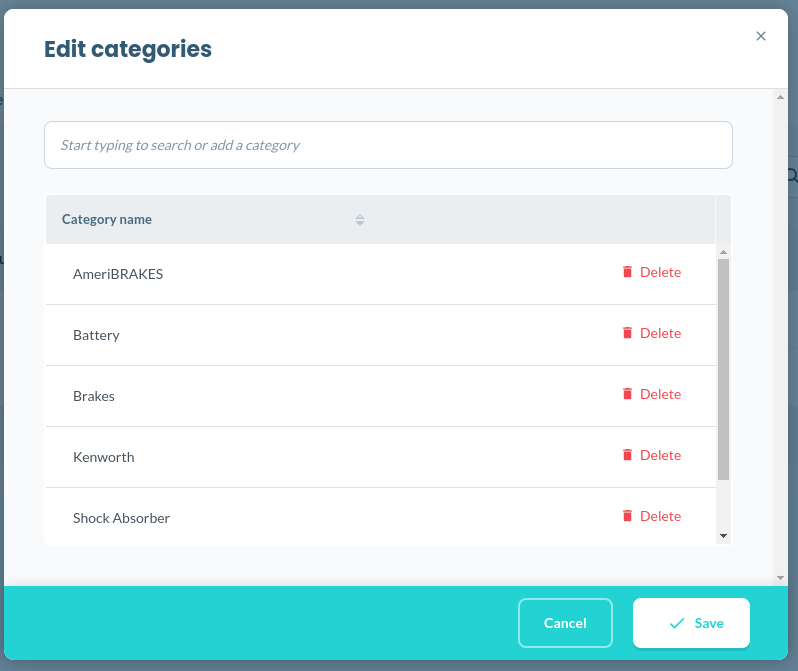 Edit categories
Start typing to search or add a category
Category name
AmeriBRAKES Delete
Battery Delete
Brakes Delete
Kenworth Delete
Shock Absorber Delete
Cancel Save